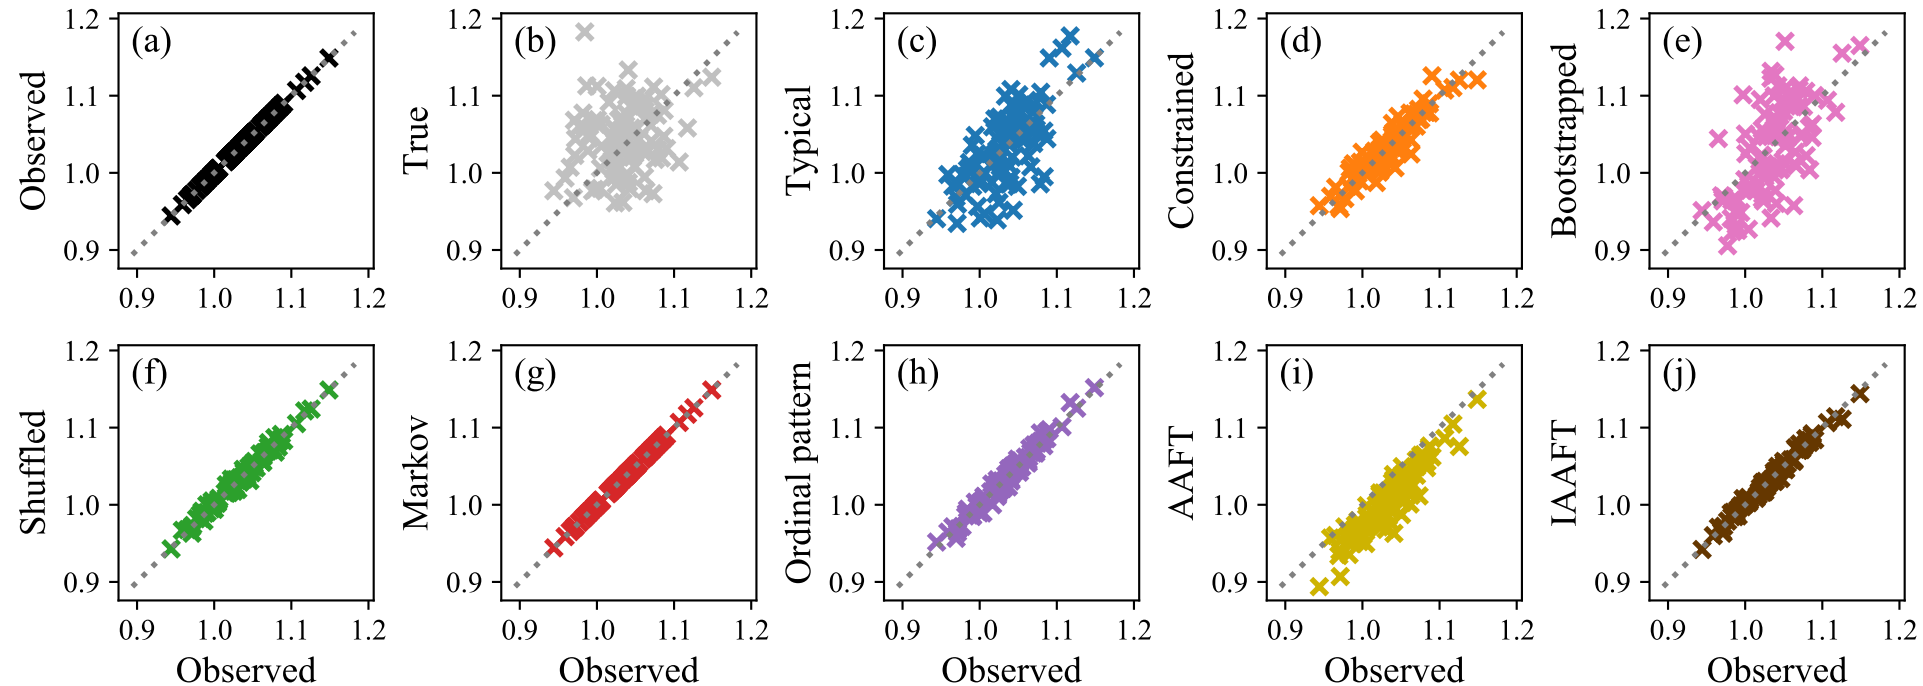 (a)
Observed
1.2
1.1
1.0
0.9
0.9 1.0 1.1 1.2
(b)
True
1.2
1.1
1.0
0.9
0.9 1.0 1.1 1.2
(c)
Typical
1.2
1.1
1.0
0.9
0.9 1.0 1.1 1.2
(d)
Constrained
1.2
1.1
1.0
0.9
0.9 1.0 1.1 1.2
(e)
Bootstrapped
1.2
1.1
1.0
0.9
0.9 1.0 1.1 1.2
(f)
Shuffled
1.2
1.1
1.0
0.9
0.9 1.0 1.1 1.2
Observed
(g)
Markov
1.2
1.1
1.0
0.9
0.9 1.0 1.1 1.2
Observed
(h)
Ordinal pattern
1.2
1.1
1.0
0.9
0.9 1.0 1.1 1.2
Observed
(i)
AAFT
1.2
1.1
1.0
0.9
0.9 1.0 1.1 1.2
Observed
(j)
IAAFT
1.2
1.1
1.0
0.9
0.9 1.0 1.1 1.2
Observed